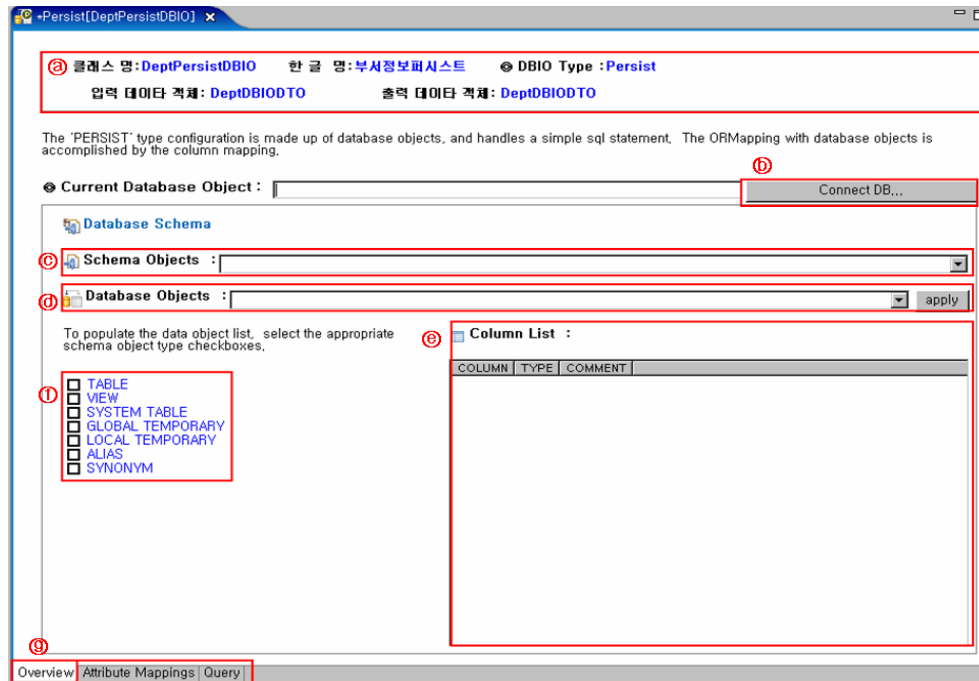 *Persist[DeptPersistDBIO]
ⓐ 클래스 명:DeptPersistDBIO 한 글 명:부서정보퍼시스트 DBIO Type :Persist
입력 데이타 객체: DeptDBIODTO 출력 데이타 객체: DeptDBIODTO
The 'PERSIST' type configuration is made up of database objects, and handles a simple sql statement. The ORMapping with database objects is
accomplished by the column mapping.
ⓑ
Current Database Object : Connect DB...
Database Schema
ⓒ Schema Objects :
ⓓ Database Objects : apply
To populate the data object list, select the appropriate
schema object type checkboxes.
ⓔ Column List :
COLUMN TYPE COMMENT
① TABLE
VIEW
SYSTEM TABLE
GLOBAL TEMPORARY
LOCAL TEMPORARY
ALIAS
SYNONYM
ⓖ
Overview Attribute Mappings Query